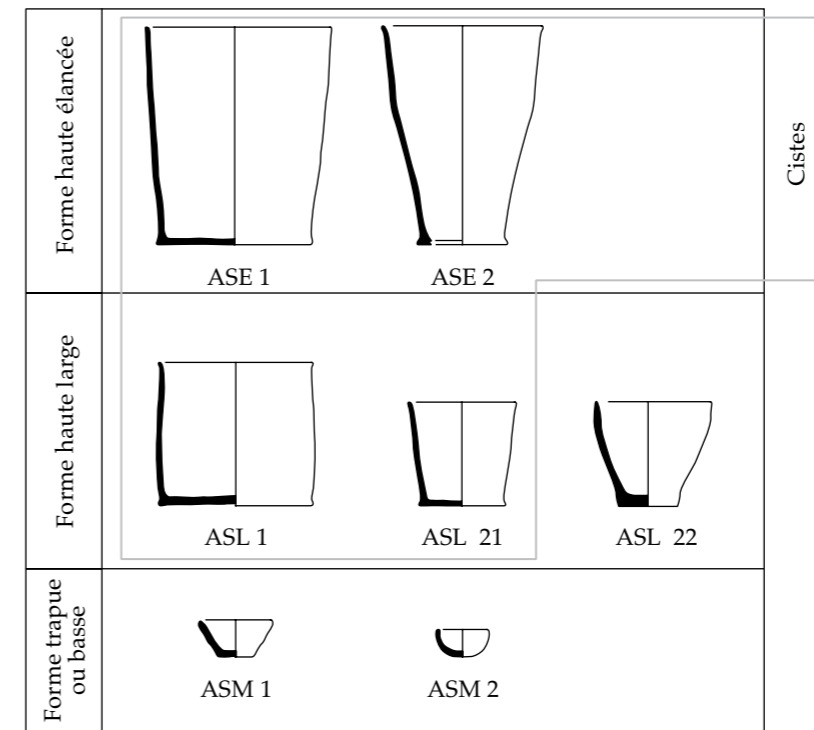 Forme haute élancée
ASE 1
ASE 2
Cistes
Forme haute large
ASL 1
ASL 21
ASL 22
Forme trapue
ou basse
ASM 1
ASM 2